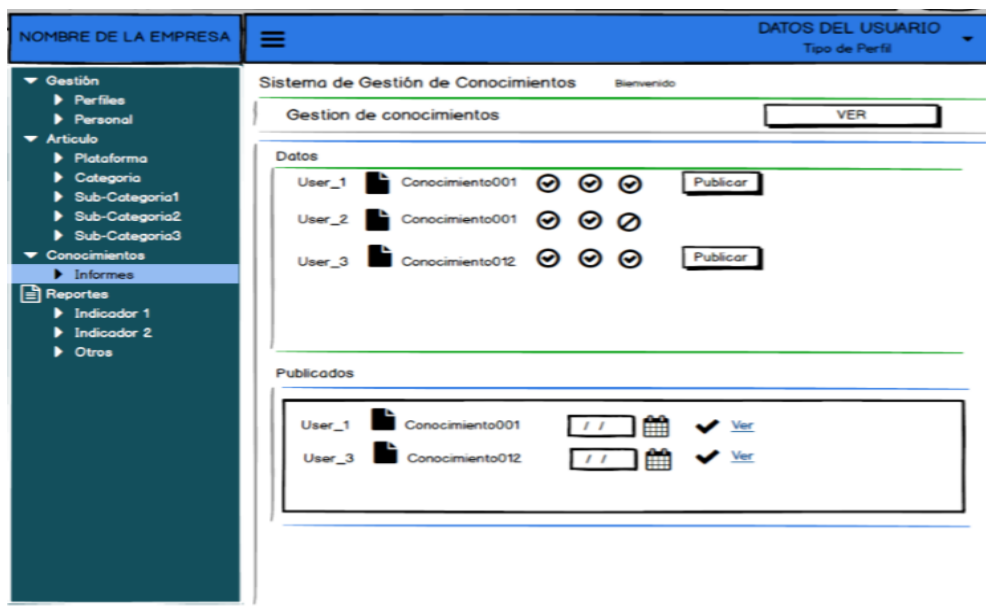 NOMBRE DE LA EMPRESA
DATOS DEL USUARIO
Tipo de Perfil
Gestión
Perfiles
Personal
Articulo
Plataforma
Categoria
Sub-Categoria1
Sub-Categoria2
Sub-Categoria3
Conocimientos
Informes
Reportes
Indicador 1
Indicador 2
Otros
Sistema de Gestión de Conocimientos Bienvenido
Gestion de conocimientos VER
Datos
User_1 Conocimiento001 Publicar
User_2 Conocimiento001
User_3 Conocimiento012 Publicar
Publicados
User_1 Conocimiento001 / / Ver
User_3 Conocimiento012 / / Ver